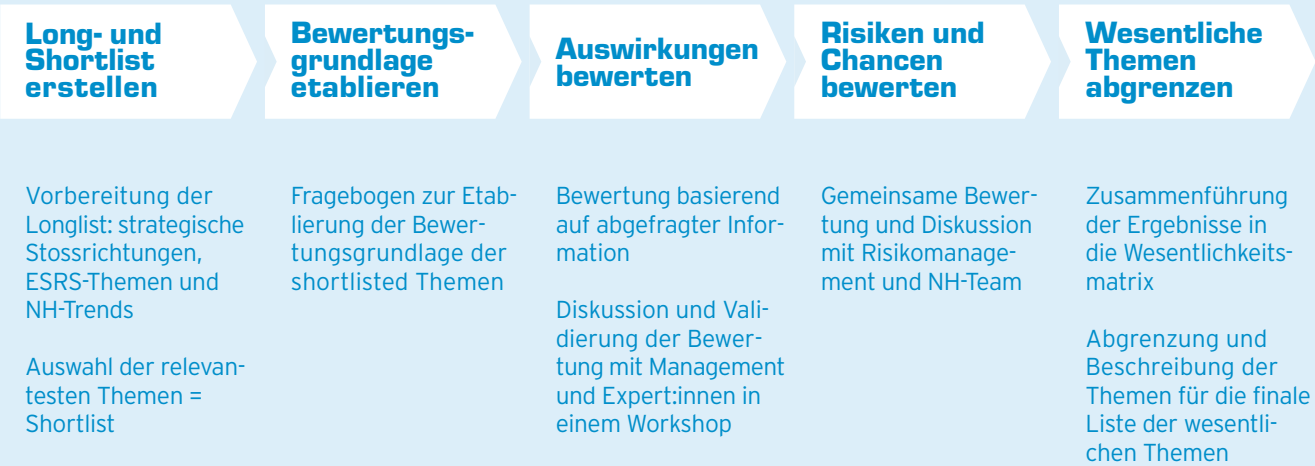 Long- und
Shortlist
erstellen
Bewertungs-
grundlage
etablieren
Auswirkungen
bewerten
Risiken und
Chancen
bewerten
Wesentliche
Themen
abgrenzen
Vorbereitung der
Longlist: strategische
Stossrichtungen,
ESRS-Themen und
NH-Trends
Auswahl der relevan-
testen Themen =
Shortlist
Fragebogen zur Etab-
lierung der Bewer-
tungsgrundlage der
shortlisted Themen
Bewertung basierend
auf abgefragter Infor-
mation
Diskussion und Vali-
dierung der Bewer-
tung mit Management
und Expert:innen in
einem Workshop
Gemeinsame Bewer-
tung und Diskussion
mit Risikomanage-
ment und NH-Team
Zusammenführung
der Ergebnisse in
die Wesentlichkeits-
matrix
Abgrenzung und
Beschreibung der
Themen für die finale
Liste der wesentli-
chen Themen